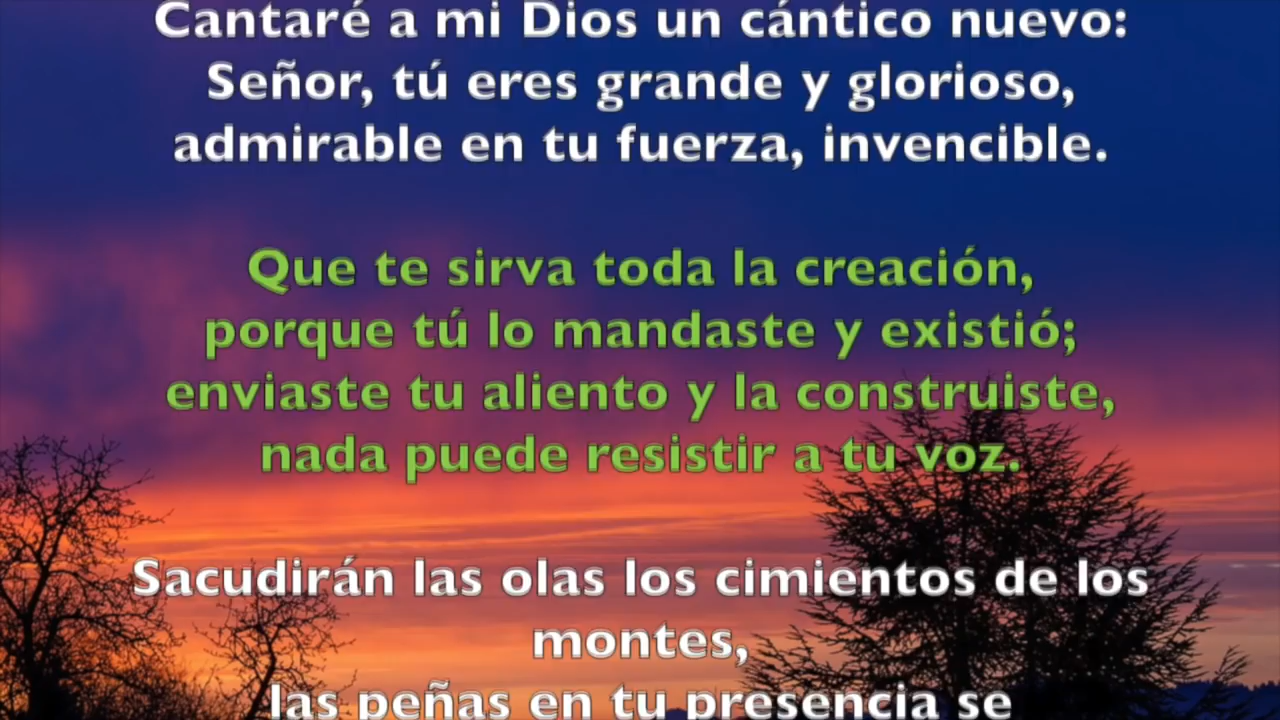 Cantaré a mi Dios un cántico nuevo:
Señor, tú eres grande y glorioso,
admirable en tu fuerza, invencible.
Que te sirva toda la creación,
porque tú lo mandaste y existió;
enviaste tu aliento y la construiste,
nada puede resistir a tu voz.
Sacudirán las olas los cimientos de los
montes,
las peñas en tu presencia se